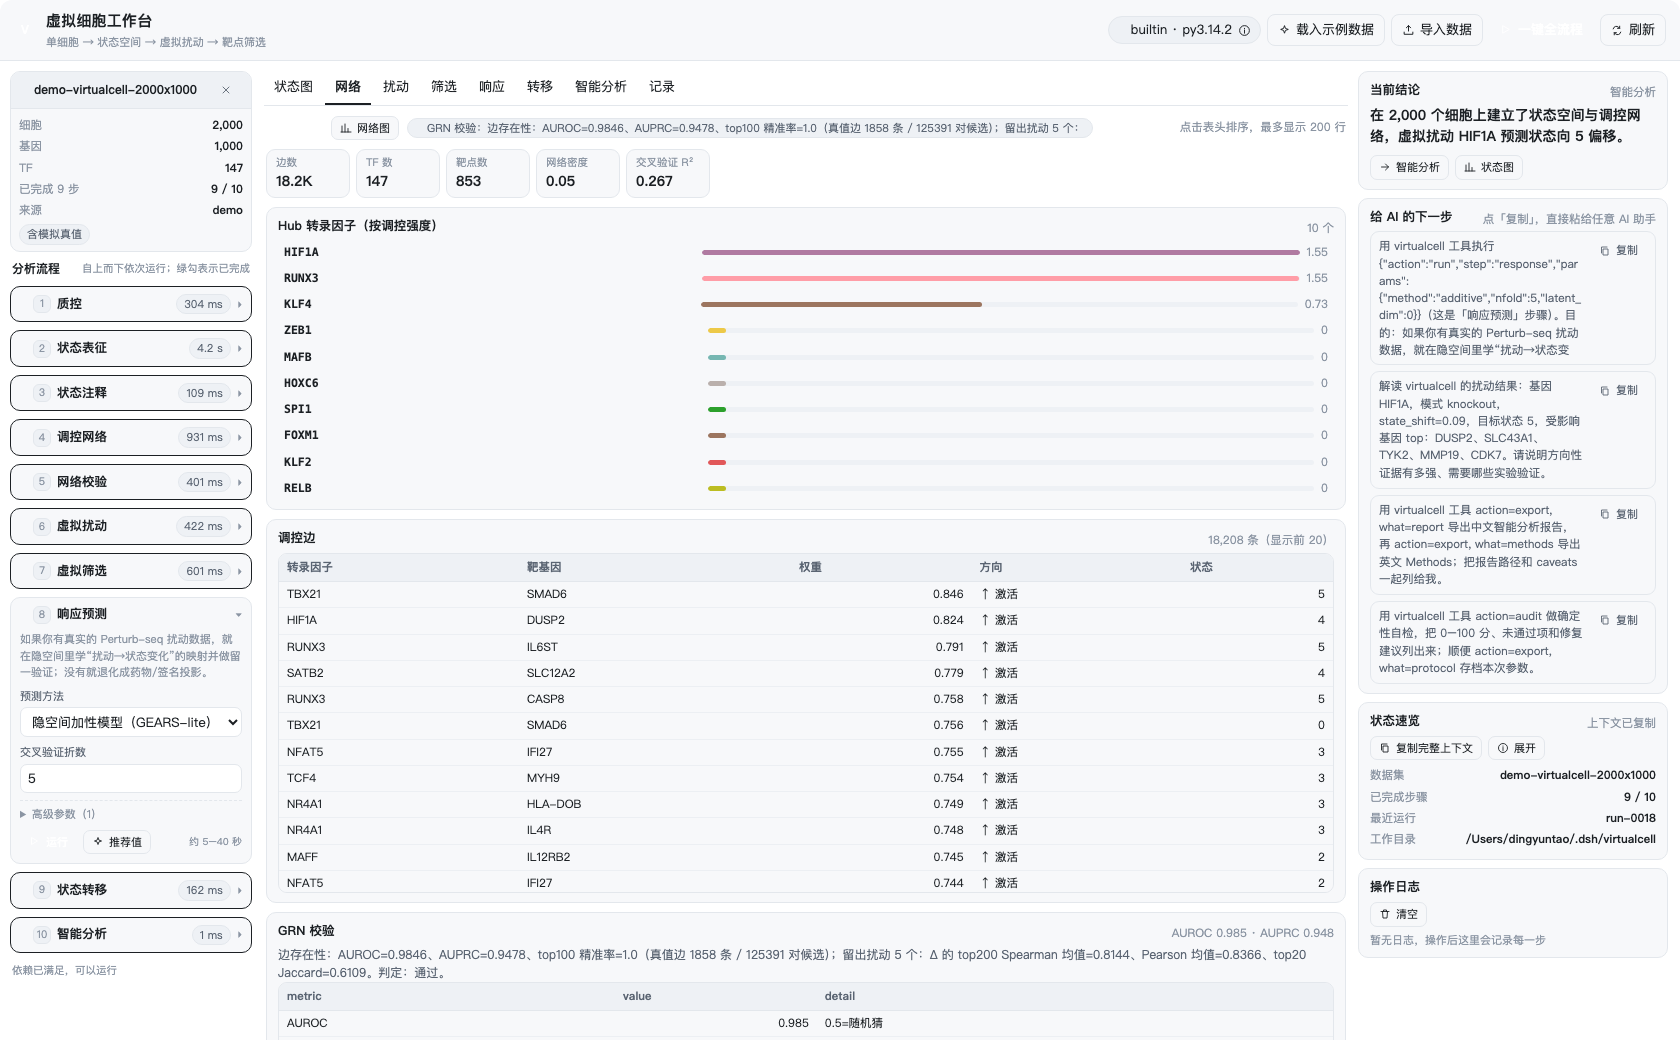 虚拟细胞工作台
单细胞 → 状态空间 → 虚拟扰动 → 靶点筛选
builtin · py3.14.2
载入示例数据
导入数据
一键全流程
刷新
demo-virtualcell-2000x1000
细胞 2,000
基因 1,000
TF 147
已完成 9 步 9 / 10
来源 demo
含模拟真值
分析流程 自上而下依次运行；绿勾表示已完成
1 质控 304 ms
2 状态表征 4.2 s
3 状态注释 109 ms
4 调控网络 931 ms
5 网络校验 401 ms
6 虚拟扰动 422 ms
7 虚拟筛选 601 ms
8 响应预测
如果你有真实的 Perturb-seq 扰动数据，就
在隐空间里学“扰动→状态变化”的映射并做留
一验证；没有就退化成药物/签名投影。
预测方法
隐空间加性模型（GEARS-lite）
交叉验证折数
5
高级参数（1）
运行
推荐值
约 5–40 秒
9 状态转移 162 ms
10 智能分析 1 ms
依赖已满足，可以运行
状态图 网络 扰动 筛选 响应 转移 智能分析 记录
网络图
GRN 校验：边存在性：AUROC=0.9846、AUPRC=0.9478、top100 精准率=1.0（真值边 1858 条 / 125391 对候选）；留出扰动 5 个：
点击表头排序，最多显示 200 行
边数 18.2K
TF 数 147
靶点数 853
网络密度 0.05
交叉验证 R² 0.267
Hub 转录因子（按调控强度） 10 个
HIF1A 1.55
RUNX3 1.55
KLF4 0.73
ZEB1 0
MAFB 0
HOXC6 0
SPI1 0
FOXM1 0
KLF2 0
RELB 0
调控边 18,208 条（显示前 20）
转录因子 靶基因 权重 方向 状态
TBX21 SMAD6 0.846 ↑ 激活 5
HIF1A DUSP2 0.824 ↑ 激活 4
RUNX3 IL6ST 0.791 ↑ 激活 5
SATB2 SLC12A2 0.779 ↑ 激活 4
RUNX3 CASP8 0.758 ↑ 激活 5
TBX21 SMAD6 0.756 ↑ 激活 0
NFAT5 IFI27 0.755 ↑ 激活 3
TCF4 MYH9 0.754 ↑ 激活 3
NR4A1 HLA-DOB 0.749 ↑ 激活 3
NR4A1 IL4R 0.748 ↑ 激活 3
MAFF IL12RB2 0.745 ↑ 激活 2
NFAT5 IFI27 0.744 ↑ 激活 2
GRN 校验 AUROC 0.985 · AUPRC 0.948
边存在性：AUROC=0.9846、AUPRC=0.9478、top100 精准率=1.0（真值边 1858 条 / 125391 对候选）；留出扰动 5 个：Δ 的 top200 Spearman 均值=0.8144、Pearson 均值=0.8366、top20
Jaccard=0.6109。判定：通过。
metric value detail
AUROC 0.985 0.5=随机猜
当前结论 智能分析
在 2,000 个细胞上建立了状态空间与调控网
络，虚拟扰动 HIF1A 预测状态向 5 偏移。
→ 智能分析
状态图
给 AI 的下一步 点「复制」，直接粘给任意 AI 助手
用 virtualcell 工具执行
{"action":"run","step":"response","par
ams":
{"method":"additive","nfold":5,"latent_
dim":0}}（这是「响应预测」步骤）。目
的：如果你有真实的 Perturb-seq 扰动
数据，就在隐空间里学“扰动→状态变
复制
解读 virtualcell 的扰动结果：基因
HIF1A，模式 knockout，
state_shift=0.09，目标状态 5，受影响
基因 top：DUSP2、SLC43A1、
TYK2、MMP19、CDK7。请说明方向性
证据有多强、需要哪些实验验证。
复制
用 virtualcell 工具 action=export,
what=report 导出中文智能分析报告，
再 action=export, what=methods 导出
英文 Methods；把报告路径和 caveats
一起列给我。
复制
用 virtualcell 工具 action=audit 做确定
性自检，把 0—100 分、未通过项和修复
建议列出来；顺便 action=export,
what=protocol 存档本次参数。
复制
状态速览 上下文已复制
复制完整上下文
展开
数据集 demo-virtualcell-2000x1000
已完成步骤 9 / 10
最近运行 run-0018
工作目录 /Users/dingyuntao/.dsh/virtualcell
操作日志
清空
暂无日志，操作后这里会记录每一步